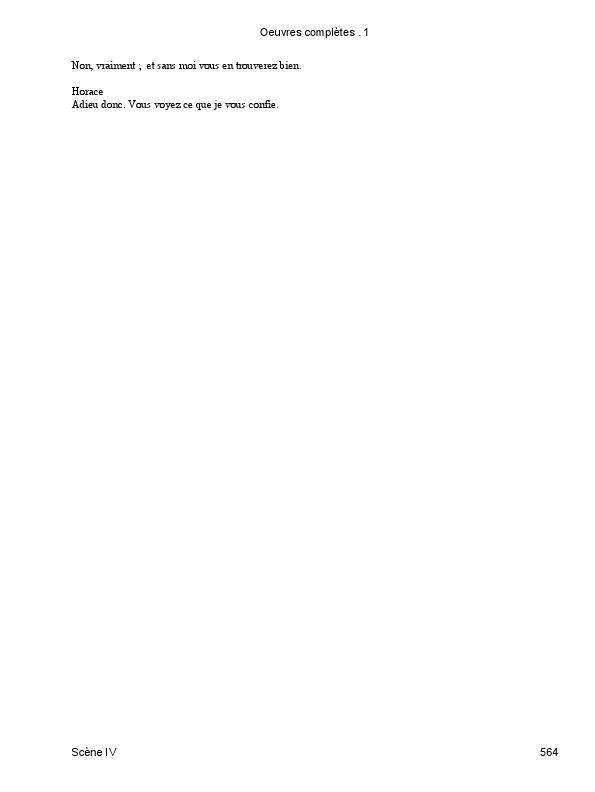 Oeuvres complètes . 1
Non, vraiment ; et sans moi vous en trouverez bien.
Horace
Adieu donc. Vous voyez ce que je vous confie.
Scène IV
564